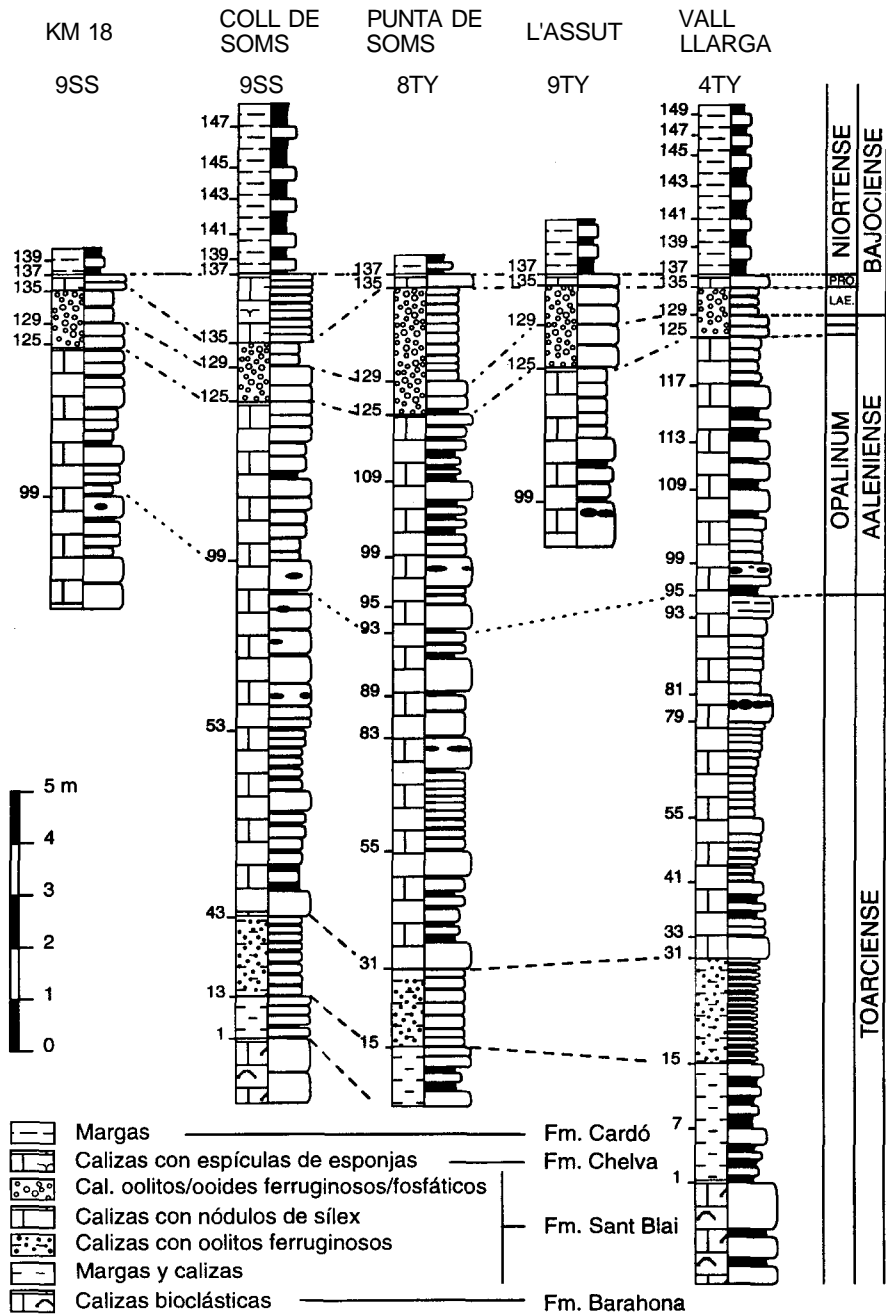 KM 18
9SS
139
137
135
129
125
99
COLL DE
SOMS
9SS
147
145
143
141
139
137
135
129
125
99
53
43
13
1
PUNTA DE
SOMS
8TY
137
135
129
125
109
99
95
93
89
83
55
31
15
L'ASSUT
9TY
137
135
129
125
99
VALL
LLARGA
4TY
149
147
145
143
141
139
137
135
129
125
117
113
109
99
95
93
81
79
55
41
33
31
15
7
1
NIORTENSE
PRO
LAE.
OPALINUM
BAJOCIENSE
AALENIENSE
TOARCIENSE
5 m
4
3
2
1
0
Margas
Fm. Cardó
Calizas con espículas de esponjas
Fm. Chelva
Cal. oolitos/ooides ferruginosos/fosfáticos
Calizas con nódulos de sílex
Calizas con oolitos ferruginosos
Margas y calizas
Fm. Sant Blai
Calizas bioclásticas
Fm. Barahona